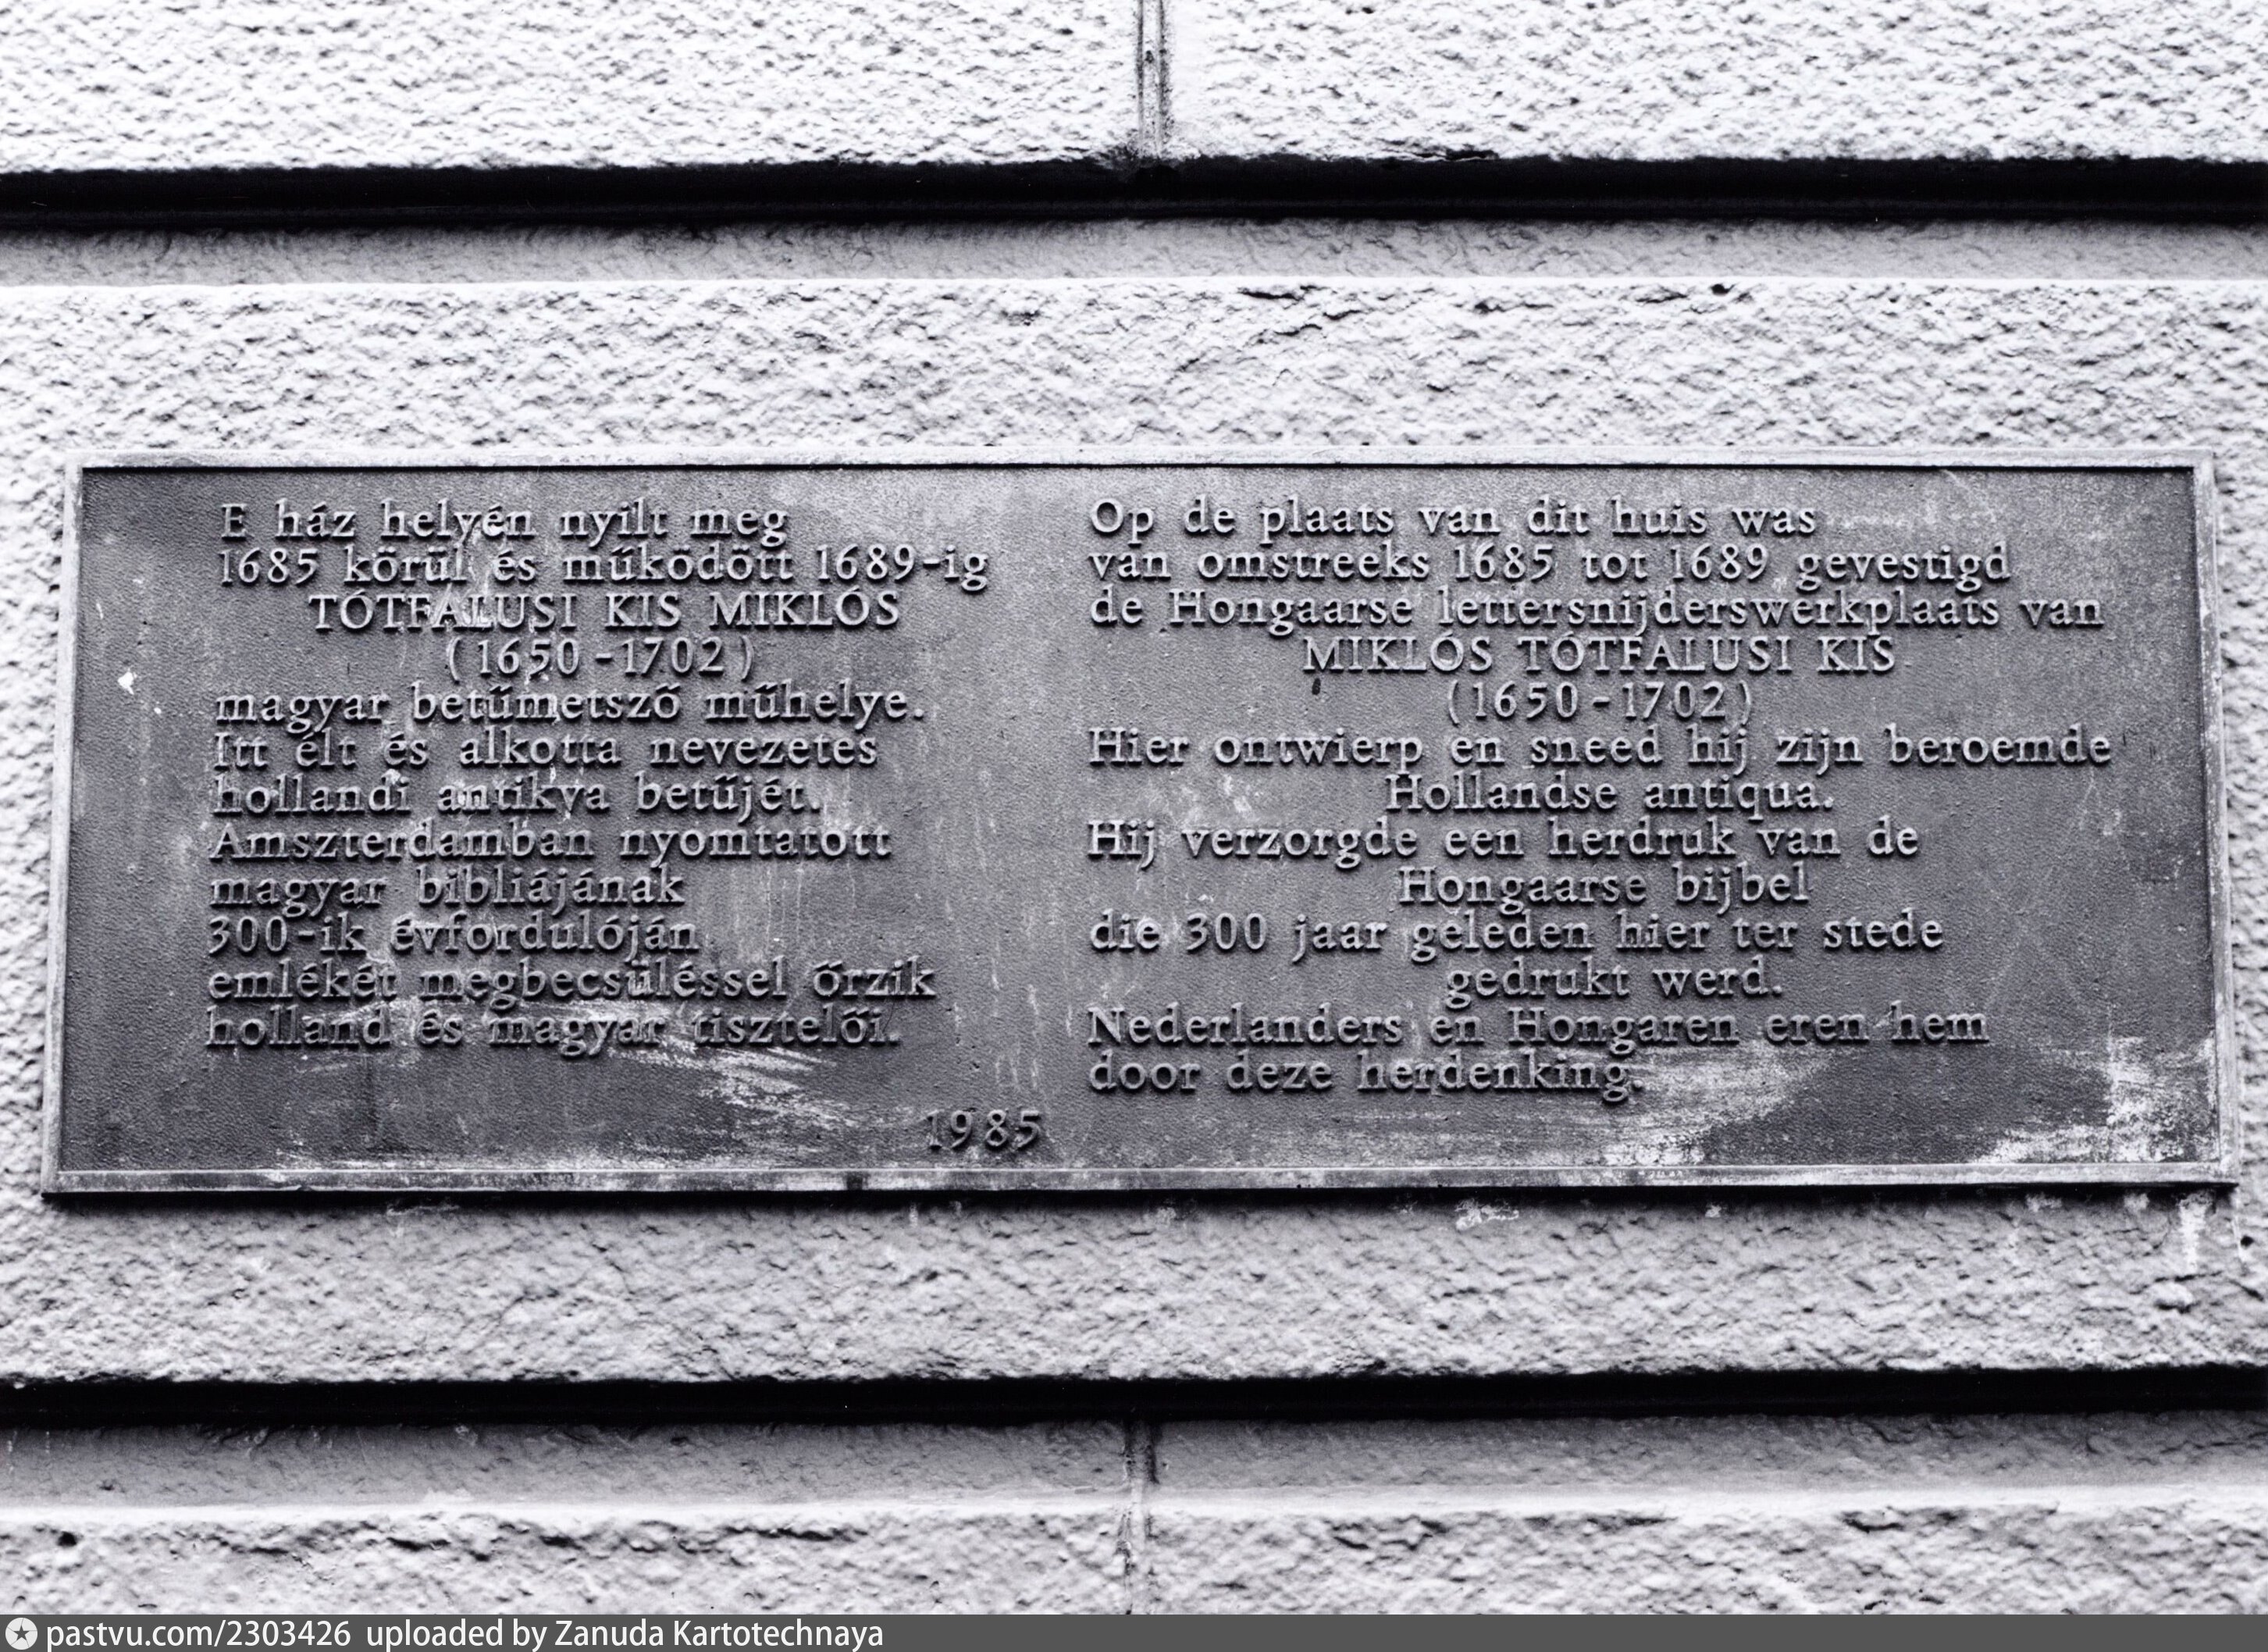 E ház helyén nyilt meg
1685 körül és működött 1689-ig
TÓTFALUSI KIS MIKLÓS
(1650-1702)
magyar betűmetsző műhelye.
Itt élt és alkotta nevezetes
hollandi antikva betűjét.
Amszterdamban nyomtatott
magyar bibliájának
300-ik évfordulóján
emlékét megbecsüléssel őrzik
holland és magyar tisztelői.
Op de plaats van dit huis was
van omstreeks 1685 tot 1689 gevestigd
de Hongaarse lettersnijderswerkplaats van
MIKLÓS TÓTFALUSI KIS
(1650-1702)
Hier ontwierp en sneed hij zijn beroemde
Hollandse antiqua.
Hij verzorgde een herdruk van de
Hongaarse bijbel
die 300 jaar geleden hier ter stede
gedrukt werd.
Nederlanders en Hongaren eren hem
door deze herdenking.
1985
pastvu.com/2303426 uploaded by Zanuda Kartotechnaya